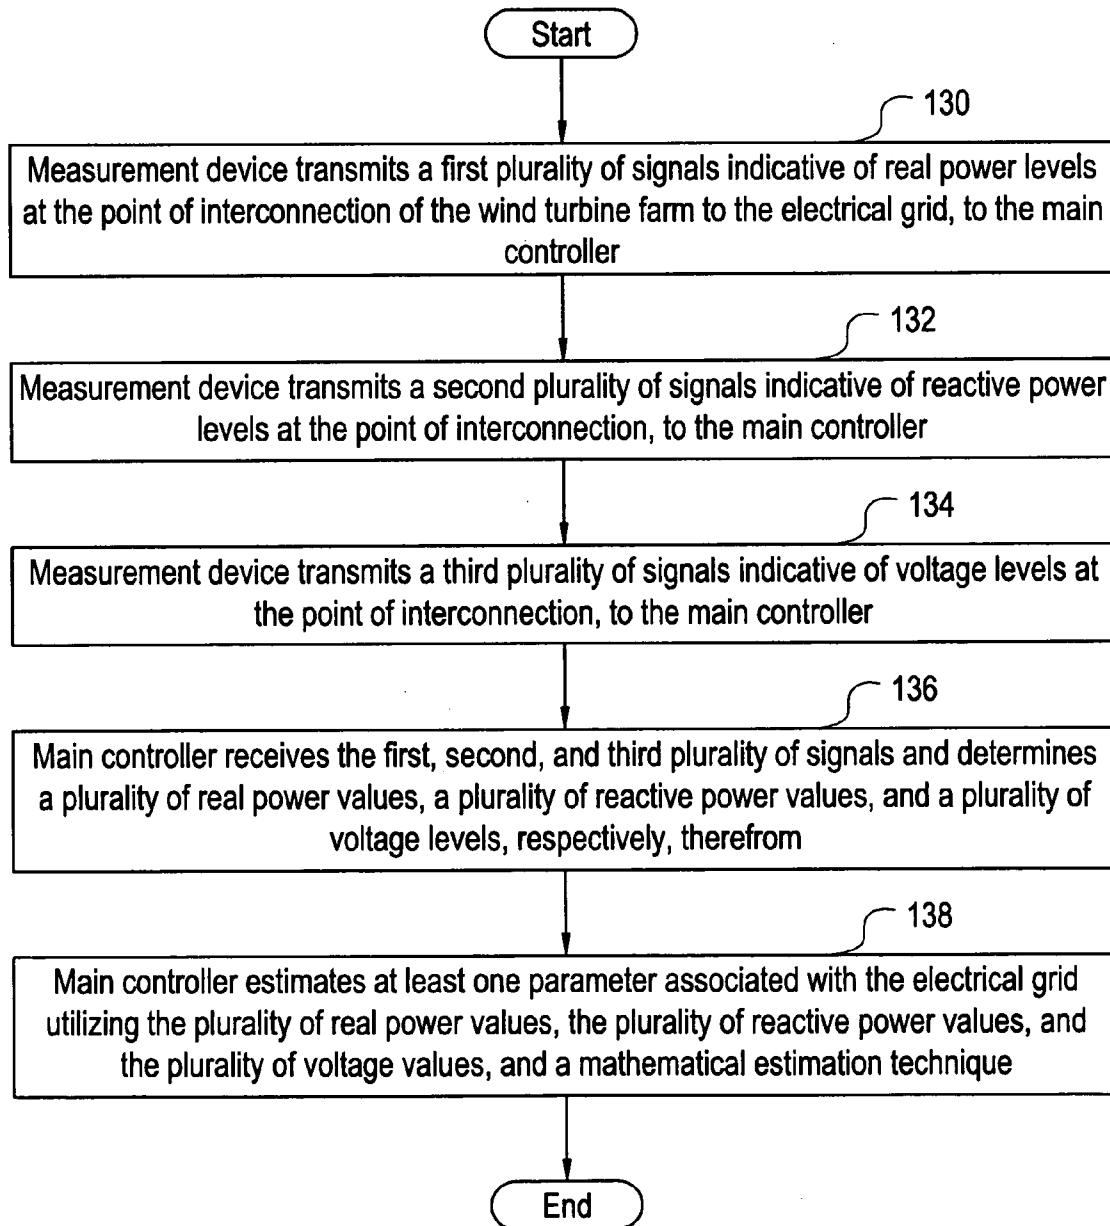 Start
130
Measurement device transmits a first plurality of signals indicative of real power levels
at the point of interconnection of the wind turbine farm to the electrical grid, to the main
controller
132
Measurement device transmits a second plurality of signals indicative of reactive power
levels at the point of interconnection, to the main controller
134
Measurement device transmits a third plurality of signals indicative of voltage levels at
the point of interconnection, to the main controller
136
Main controller receives the first, second, and third plurality of signals and determines
a plurality of real power values, a plurality of reactive power values, and a plurality of
voltage levels, respectively, therefrom
138
Main controller estimates at least one parameter associated with the electrical grid
utilizing the plurality of real power values, the plurality of reactive power values, and
the plurality of voltage values, and a mathematical estimation technique
End